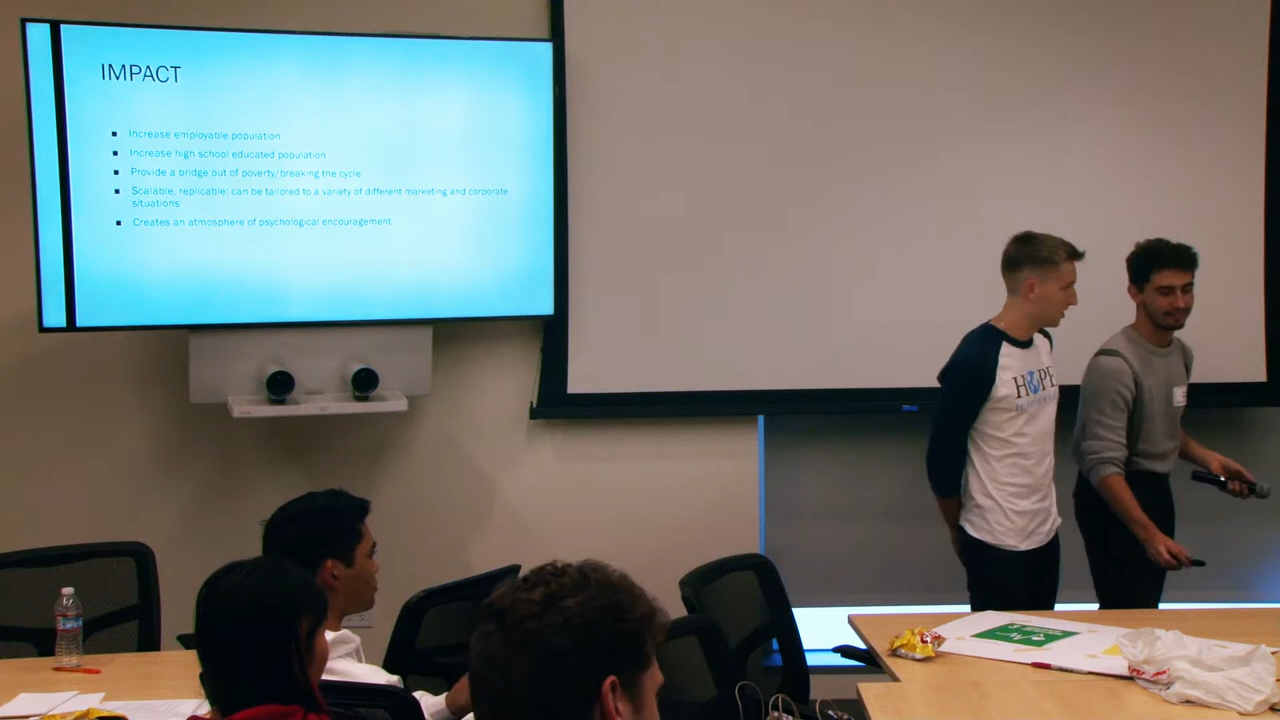 IMPACT
Increase employable population
Increase high school educated population
Provide a bridge out of poverty/breaking the cycle
Scalable, replicable: can be tailored to a variety of different marketing and corporate
situations
Creates an atmosphere of psychological encouragement
HOPE